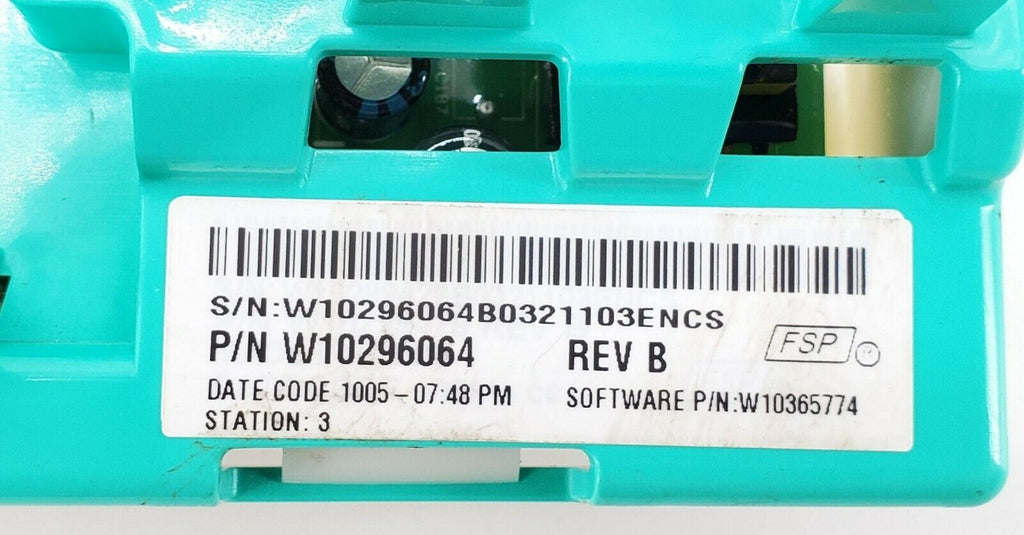 S/N:W10296064B0321103ENCS
P/N W10296064 REV B FSP
DATE CODE 1005-07:48 PM SOFTWARE P/N:W10365774
STATION: 3